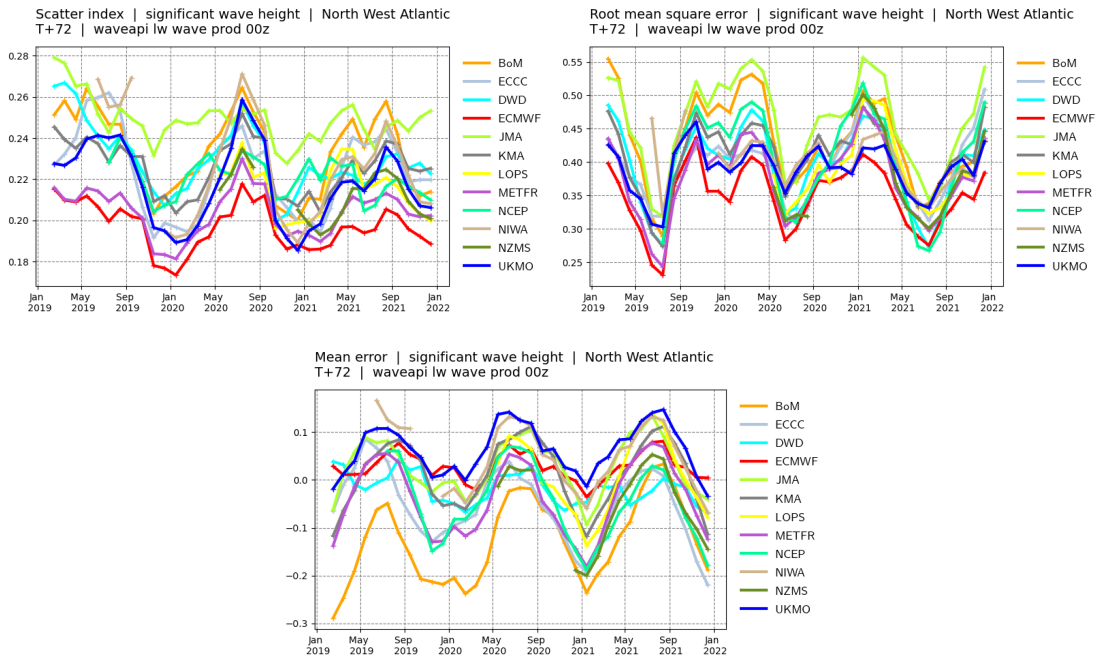 Scatter index | significant wave height | North West Atlantic
T+72 | waveapi lw wave prod 00z
0.28
0.26
0.24
0.22
0.20
0.18
Jan 2019
May 2019
Sep 2019
Jan 2020
May 2020
Sep 2020
Jan 2021
May 2021
Sep 2021
Jan 2022
BoM
ECCC
DWD
ECMWF
JMA
KMA
LOPS
METFR
NCEP
NIWA
NZMS
UKMO
Root mean square error | significant wave height | North West Atlantic
T+72 | waveapi lw wave prod 00z
0.55
0.50
0.45
0.40
0.35
0.30
0.25
Jan 2019
May 2019
Sep 2019
Jan 2020
May 2020
Sep 2020
Jan 2021
May 2021
Sep 2021
Jan 2022
BoM
ECCC
DWD
ECMWF
JMA
KMA
LOPS
METFR
NCEP
NIWA
NZMS
UKMO
Mean error | significant wave height | North West Atlantic
T+72 | waveapi lw wave prod 00z
0.1
0.0
−0.1
−0.2
−0.3
Jan 2019
May 2019
Sep 2019
Jan 2020
May 2020
Sep 2020
Jan 2021
May 2021
Sep 2021
Jan 2022
BoM
ECCC
DWD
ECMWF
JMA
KMA
LOPS
METFR
NCEP
NIWA
NZMS
UKMO